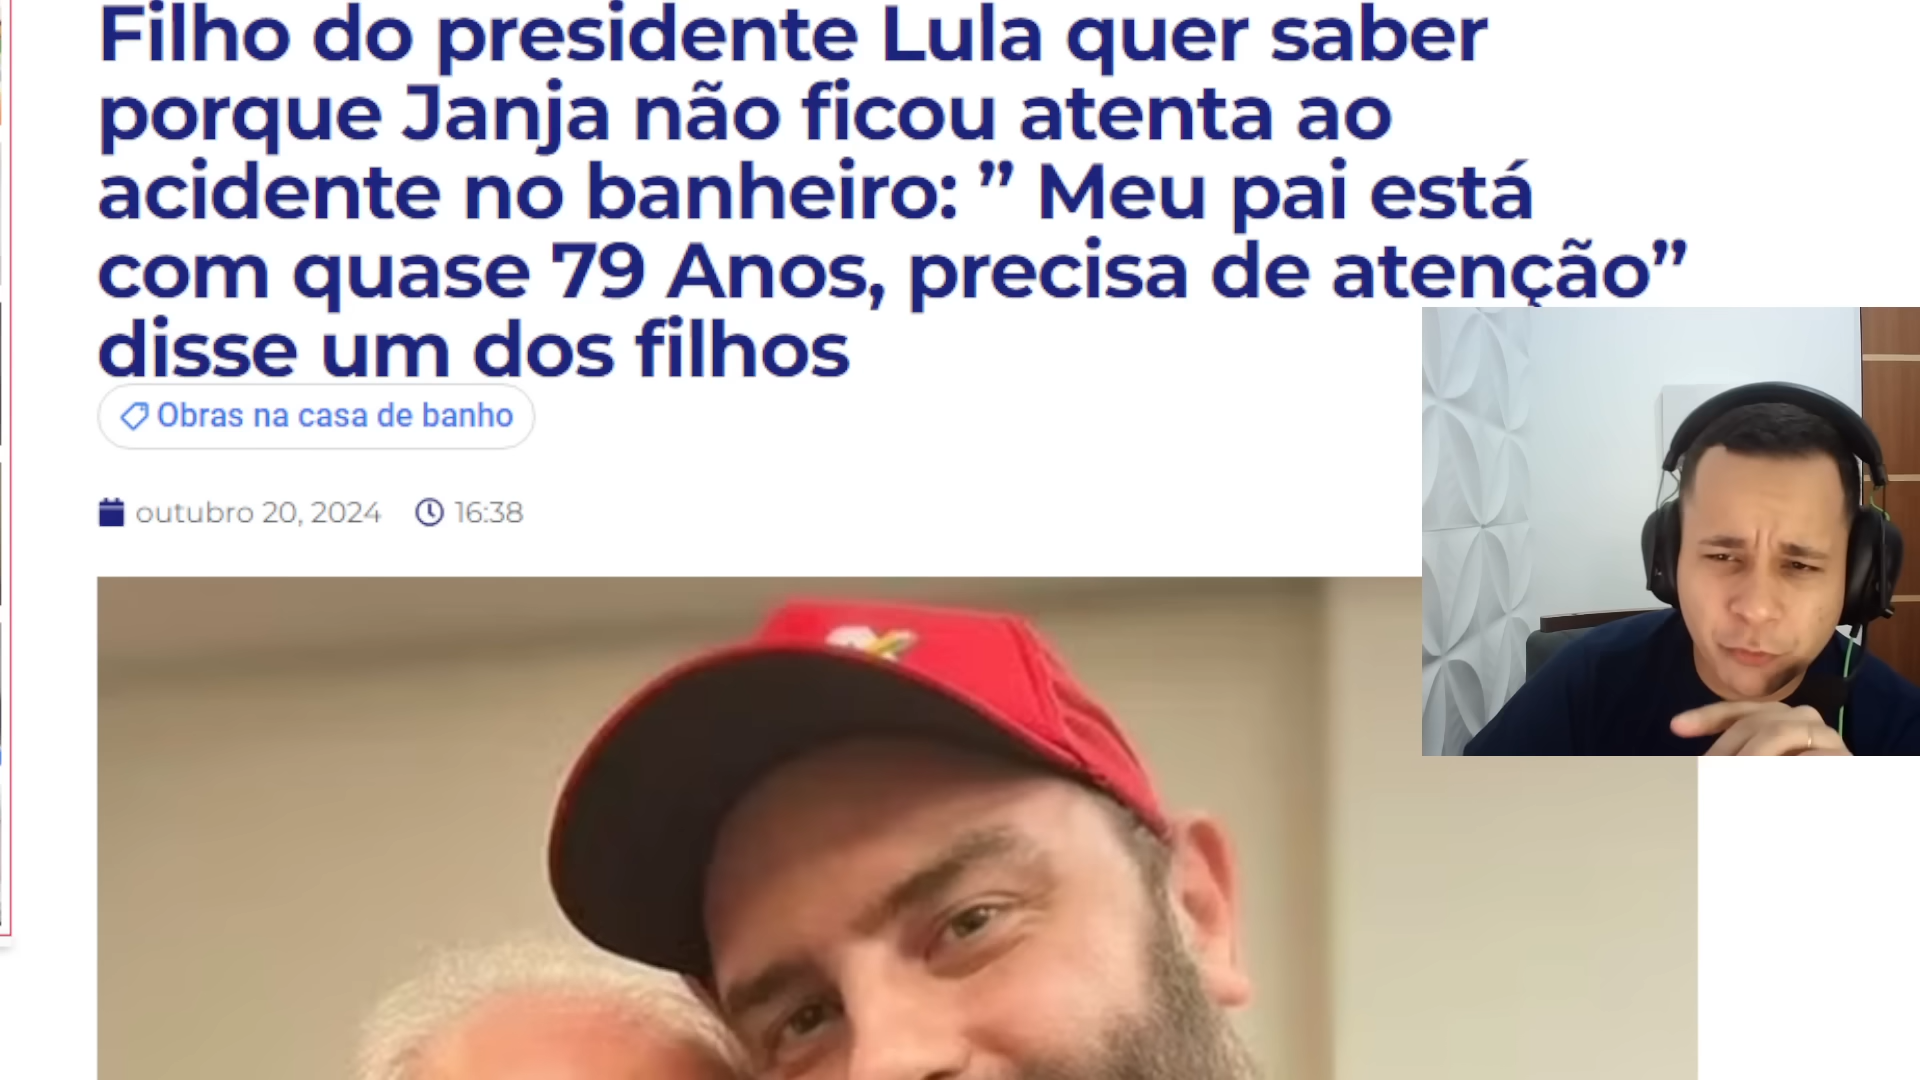 Filho do presidente Lula quer saber
porque Janja não ficou atenta ao
acidente no banheiro: ” Meu pai está
com quase 79 Anos, precisa de atenção”
disse um dos filhos
Obras na casa de banho
outubro 20, 2024 16:38